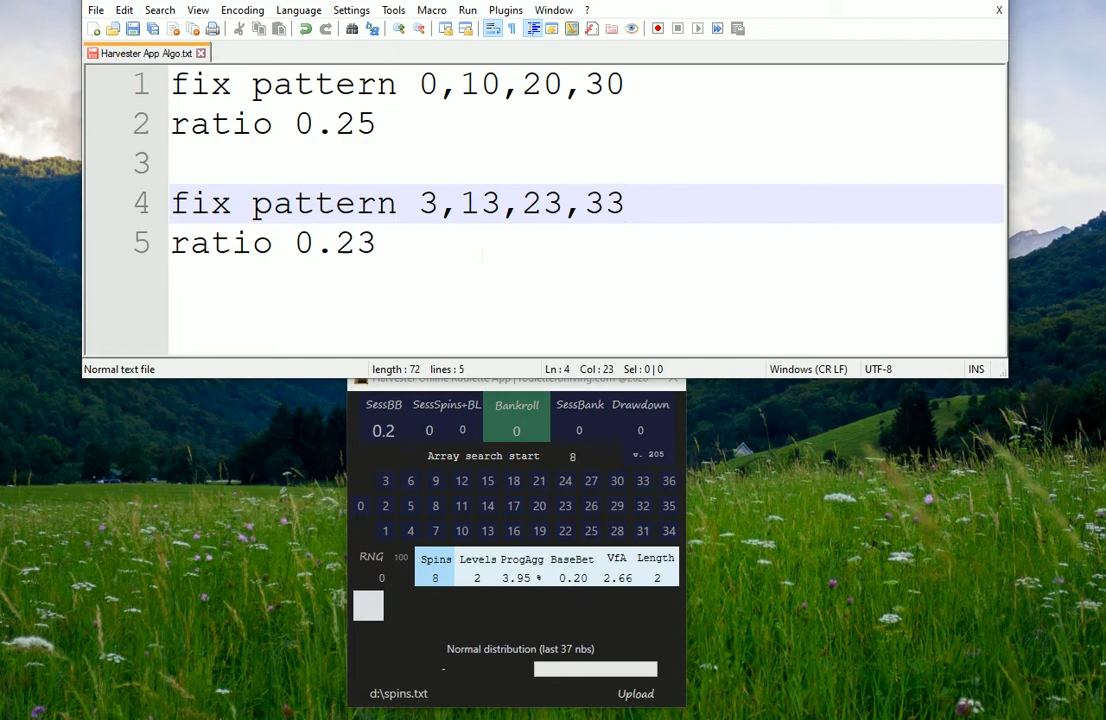 File Edit Search View Encoding Language Settings Tools Macro Run Plugins Window ? X
Harvester App Algo.txt
1 fix pattern 0,10,20,30
2 ratio 0.25
3
4 fix pattern 3,13,23,33
5 ratio 0.23
Normal text file length : 72 lines : 5 Ln : 4 Col : 23 Sel : 0 | 0 Windows (CR LF) UTF-8 INS
Harvester Online Roulette App | roulette
SessBB SessSpins+BL Bankroll SessBank Drawdown
0.2 0 0 0 0 0
Array search start 8 v. 205
3 6 9 12 15 18 21 24 27 30 33 36
0 2 5 8 11 14 17 20 23 26 29 32 35
1 4 7 10 13 16 19 22 25 28 31 34
RNG 100 Spins Levels ProgAgg BaseBet VfA Length
0 8 2 3.95 % 0.20 2.66 2
Normal distribution (last 37 nbs)
-
d:\spins.txt Upload